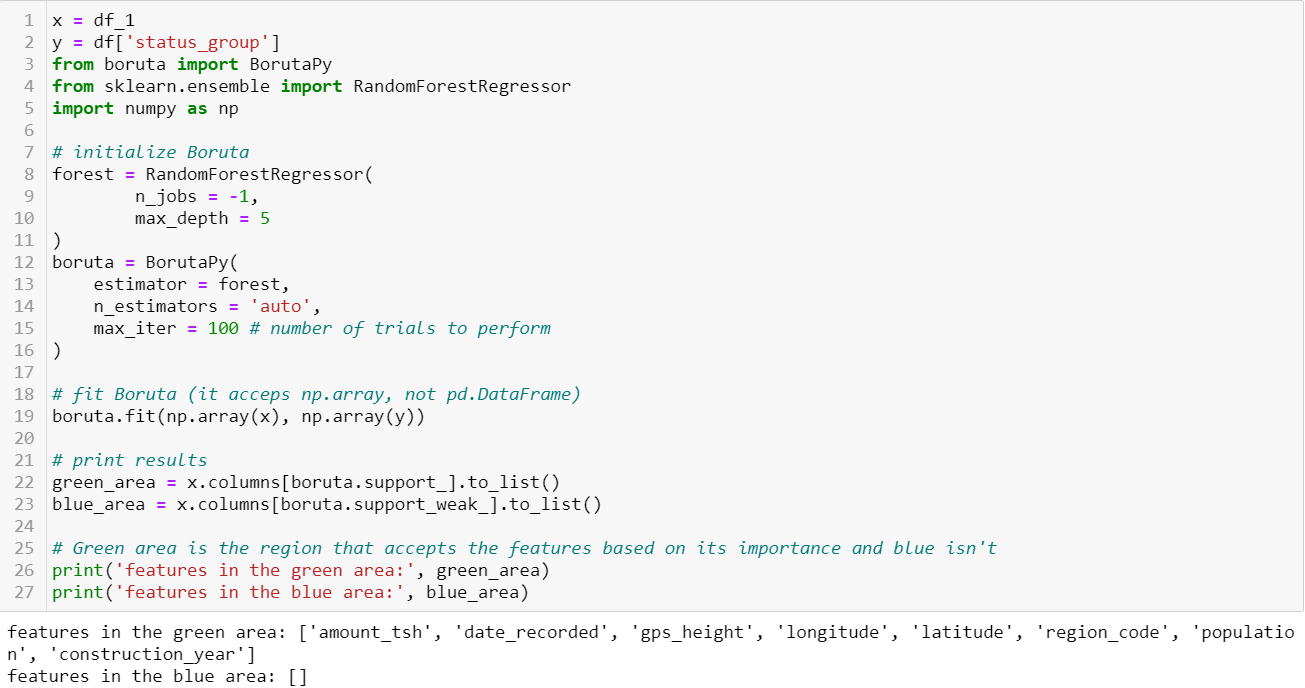 1 x = df_1
2 y = df['status_group']
3 from boruta import BorutaPy
4 from sklearn.ensemble import RandomForestRegressor
5 import numpy as np
6
7 # initialize Boruta
8 forest = RandomForestRegressor(
9         n_jobs = -1,
10         max_depth = 5
11 )
12 boruta = BorutaPy(
13     estimator = forest,
14     n_estimators = 'auto',
15     max_iter = 100 # number of trials to perform
16 )
17
18 # fit Boruta (it acceps np.array, not pd.DataFrame)
19 boruta.fit(np.array(x), np.array(y))
20
21 # print results
22 green_area = x.columns[boruta.support_].to_list()
23 blue_area = x.columns[boruta.support_weak_].to_list()
24
25 # Green area is the region that accepts the features based on its importance and blue isn't
26 print('features in the green area:', green_area)
27 print('features in the blue area:', blue_area)
features in the green area: ['amount_tsh', 'date_recorded', 'gps_height', 'longitude', 'latitude', 'region_code', 'populatio
n', 'construction_year']
features in the blue area: []